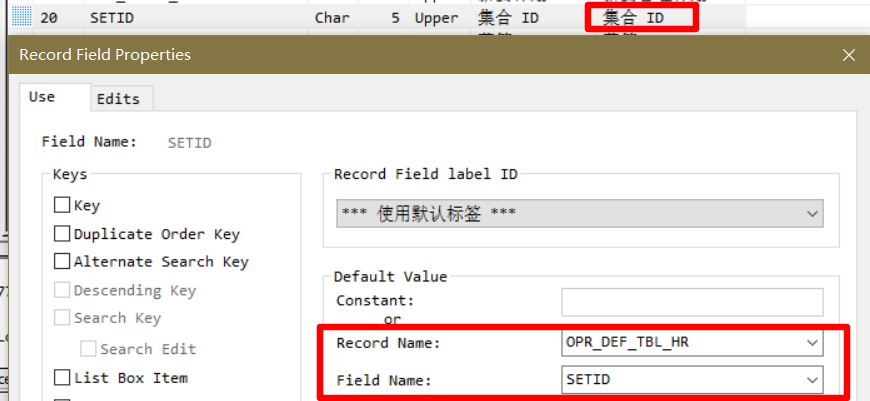 20 SETID Char 5 Upper 集合 ID 集合 ID
Record Field Properties
Use Edits
Field Name: SETID
Keys
Key
Duplicate Order Key
Alternate Search Key
Descending Key
Search Key
Search Edit
List Box Item
Record Field label ID
*** 使用默认标签 ***
Default Value
Constant:
or
Record Name: OPR_DEF_TBL_HR
Field Name: SETID